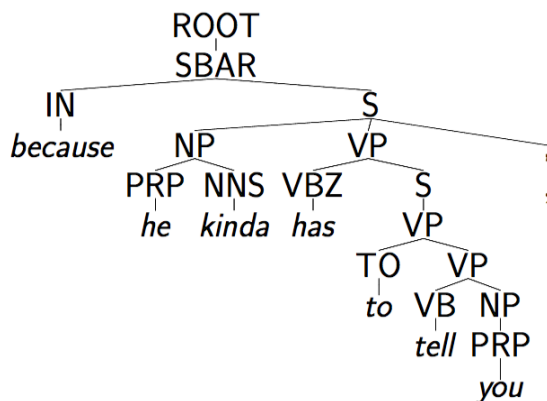 ROOT
SBAR
IN S
because NP VP ,
PRP NNS VBZ S ,
he kinda has VP
TO VP
to VB NP
tell PRP
you